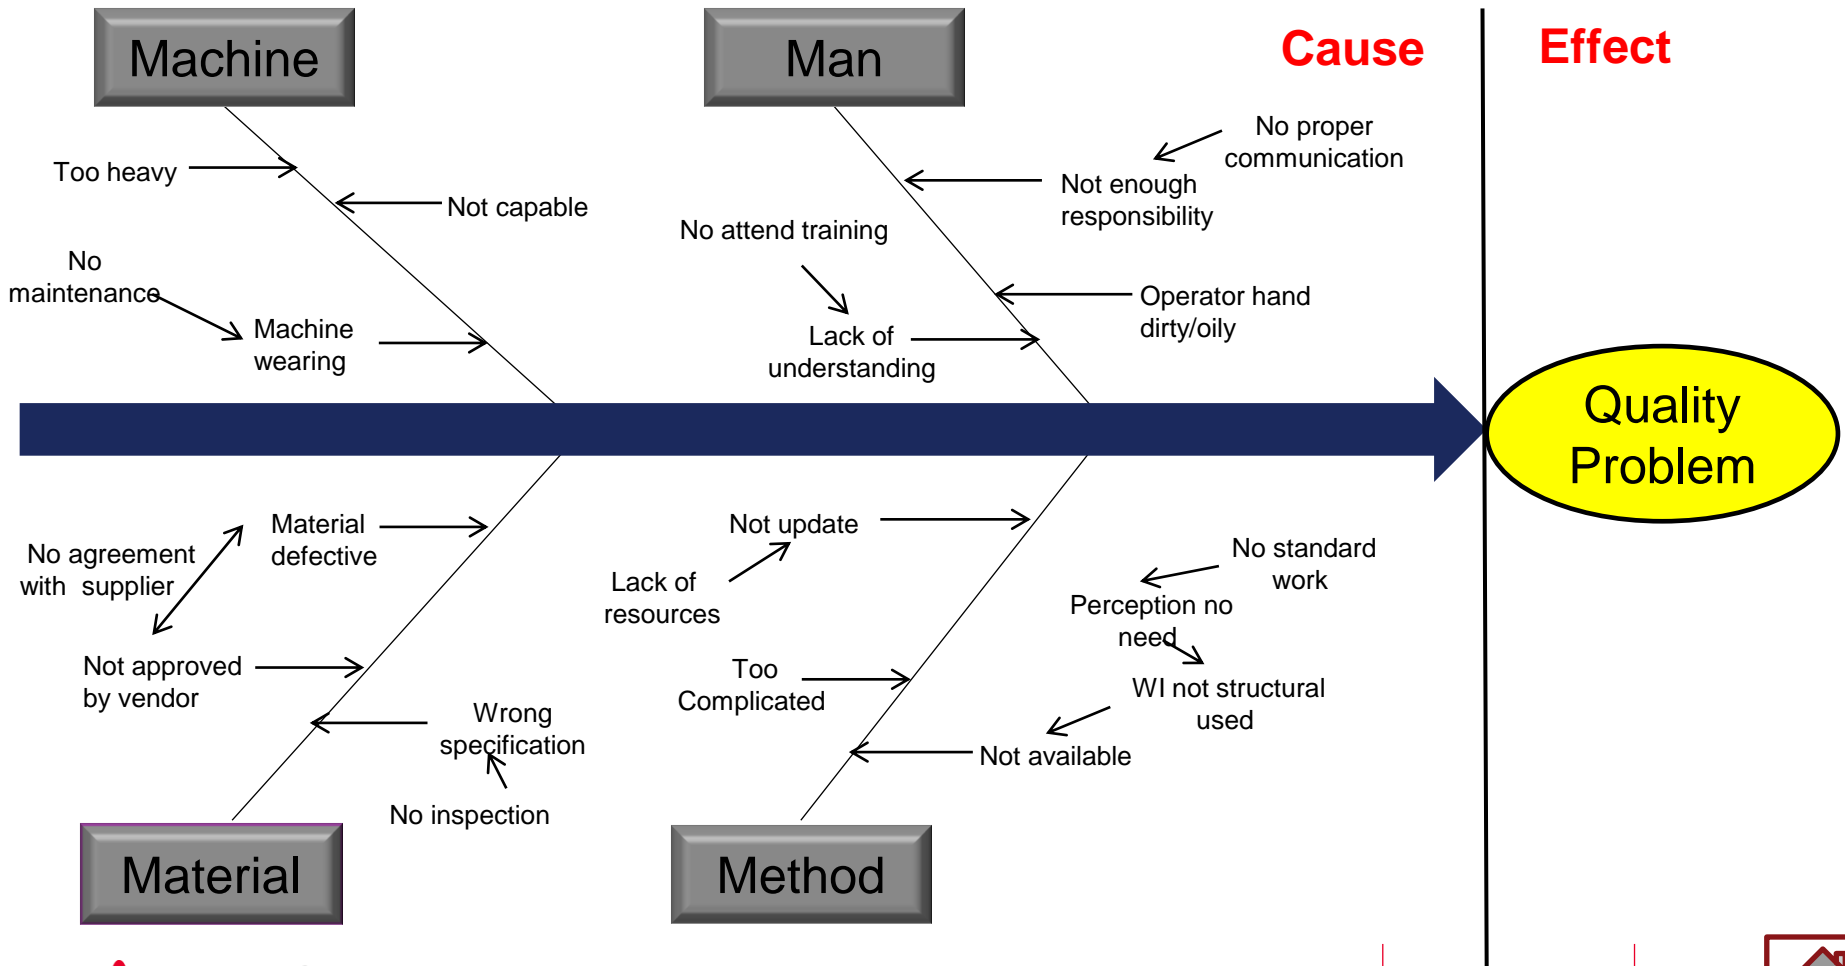 Machine
Man
Cause
Effect
No proper
communication
Too heavy
Not enough
responsibility
Not capable
No attend training
No
maintenance
Operator hand
dirty/oily
Machine
wearing
Lack of
understanding
Quality
Problem
Material
defective
Not update
No agreement
with  supplier
No standard
work
Lack of
resources
Perception no
need
Not approved
by vendor
Too
Complicated
WI not structural
used
Wrong
specification
Not available
No inspection
Material
Method